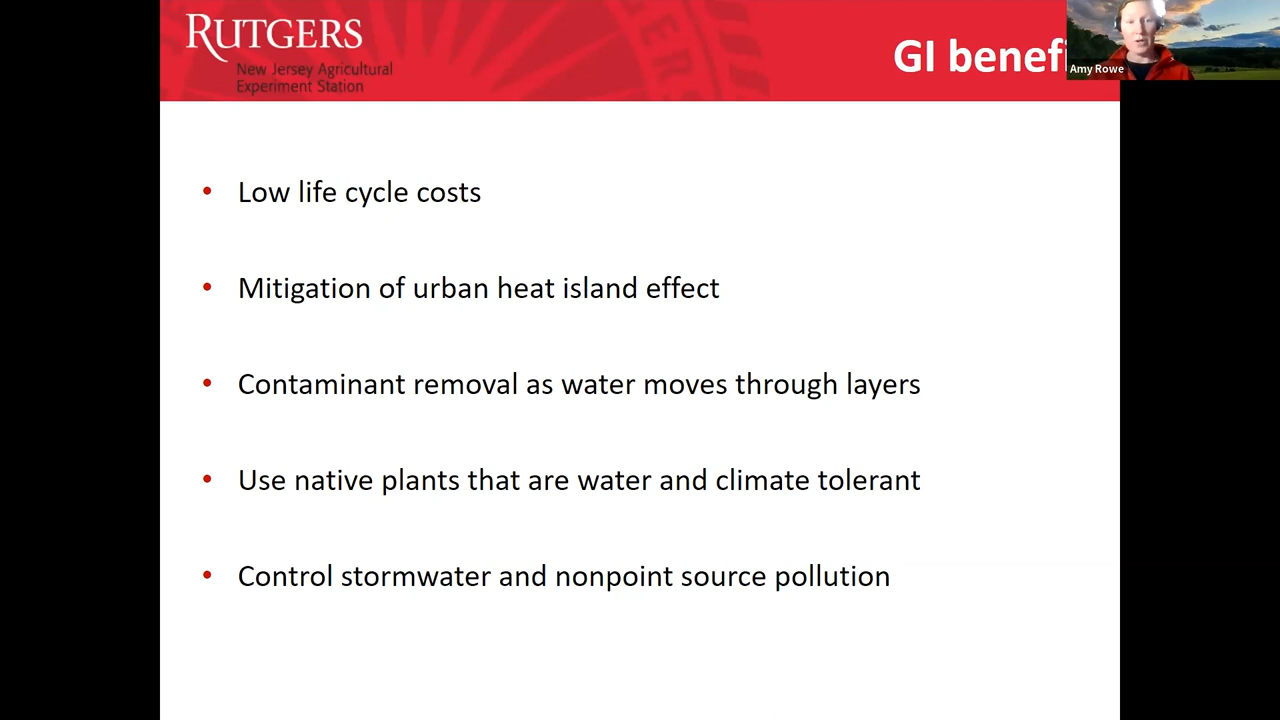 RUTGERS
New Jersey Agricultural
Experiment Station
GI benefi
Amy Rowe
• Low life cycle costs
• Mitigation of urban heat island effect
• Contaminant removal as water moves through layers
• Use native plants that are water and climate tolerant
• Control stormwater and nonpoint source pollution